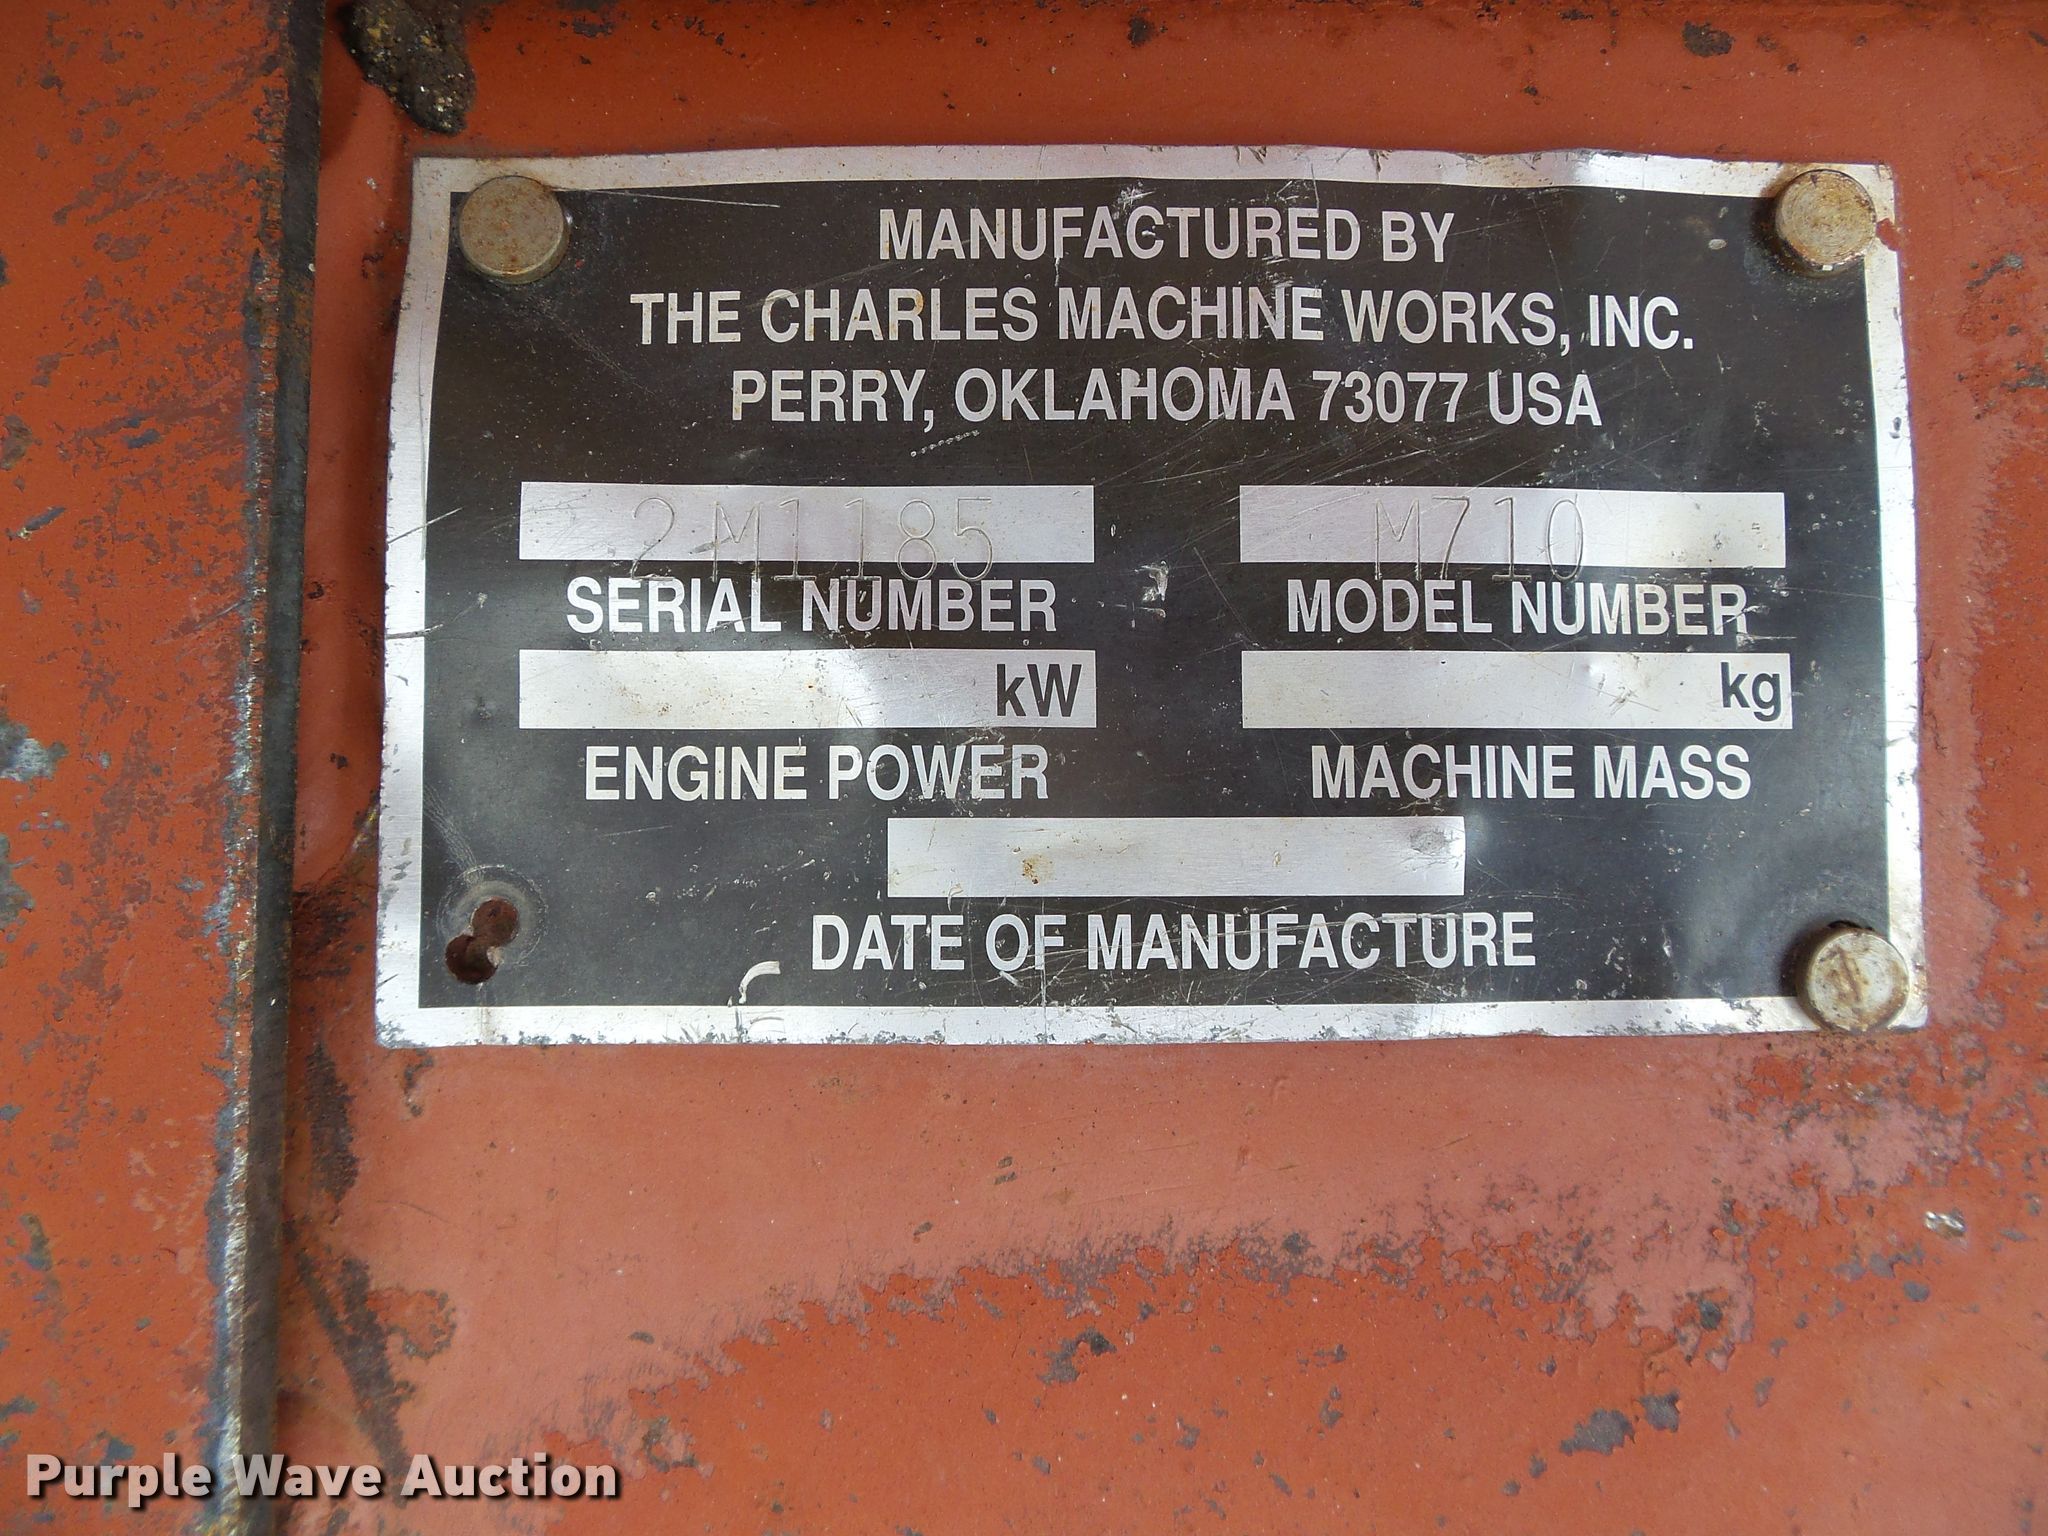 MANUFACTURED BY
THE CHARLES MACHINE WORKS, INC.
PERRY, OKLAHOMA 73077 USA
2M1185 M710
SERIAL NUMBER MODEL NUMBER
kW kg
ENGINE POWER MACHINE MASS
DATE OF MANUFACTURE
Purple Wave Auction